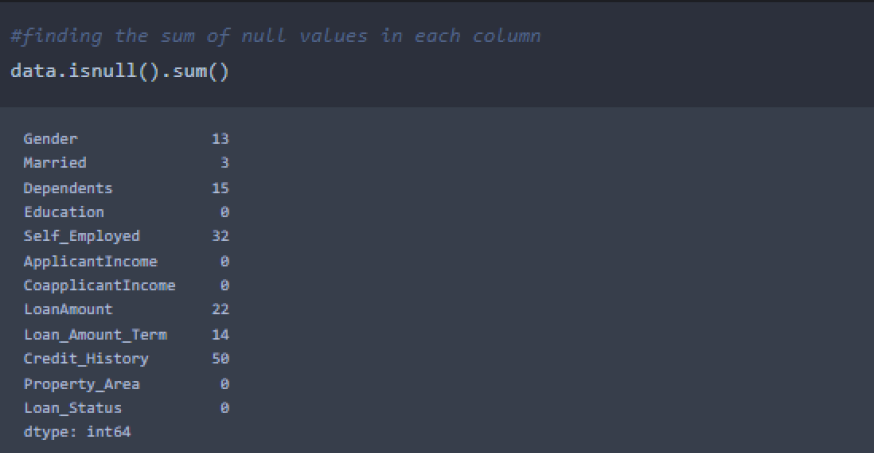 #finding the sum of null values in each column
data.isnull().sum()
Gender 13
Married 3
Dependents 15
Education 0
Self_Employed 32
ApplicantIncome 0
CoapplicantIncome 0
LoanAmount 22
Loan_Amount_Term 14
Credit_History 50
Property_Area 0
Loan_Status 0
dtype: int64